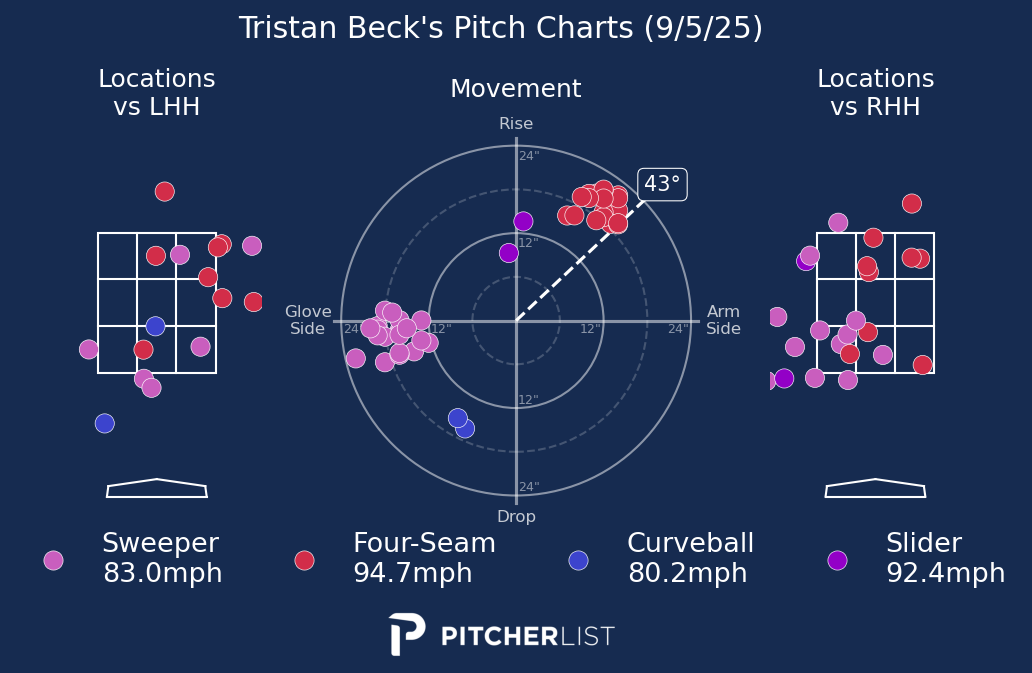 Tristan Beck's Pitch Charts (9/5/25)
Locations
vs LHH
Movement
Locations
vs RHH
Rise
24"
43°
12"
Glove
Side
24"
12"
12"
24"
Arm
Side
12"
24"
Drop
Sweeper
83.0mph
Four-Seam
94.7mph
Curveball
80.2mph
Slider
92.4mph
PITCHERLIST